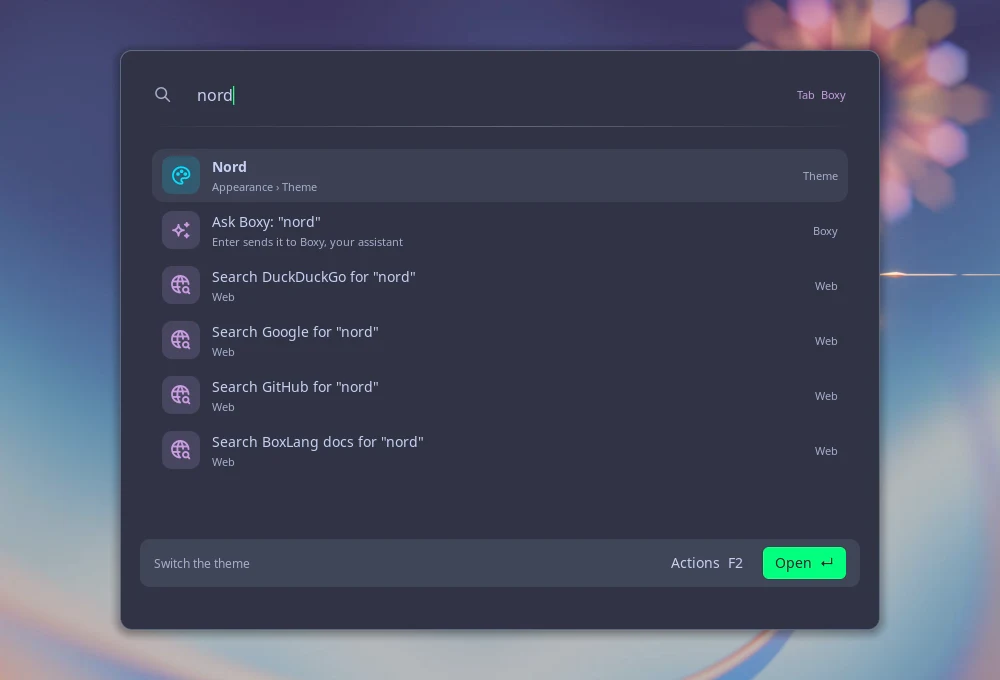 nord
Tab Boxy
Nord
Appearance › Theme
Theme
Ask Boxy: "nord"
Enter sends it to Boxy, your assistant
Boxy
Search DuckDuckGo for "nord"
Web
Web
Search Google for "nord"
Web
Web
Search GitHub for "nord"
Web
Web
Search BoxLang docs for "nord"
Web
Web
Switch the theme
Actions F2
Open ↵